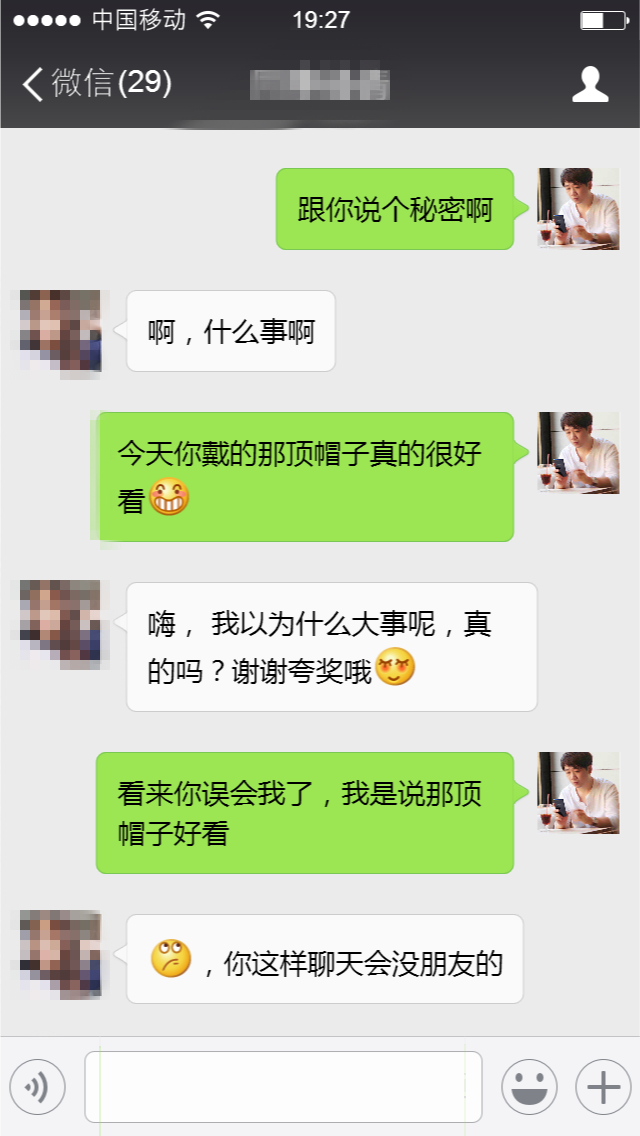 中国移动 19:27
微信(29)
跟你说个秘密啊
啊，什么事啊
今天你戴的那顶帽子真的很好
看
嗨， 我以为什么大事呢，真
的吗？谢谢夸奖哦
看来你误会我了，我是说那顶
帽子好看
，你这样聊天会没朋友的